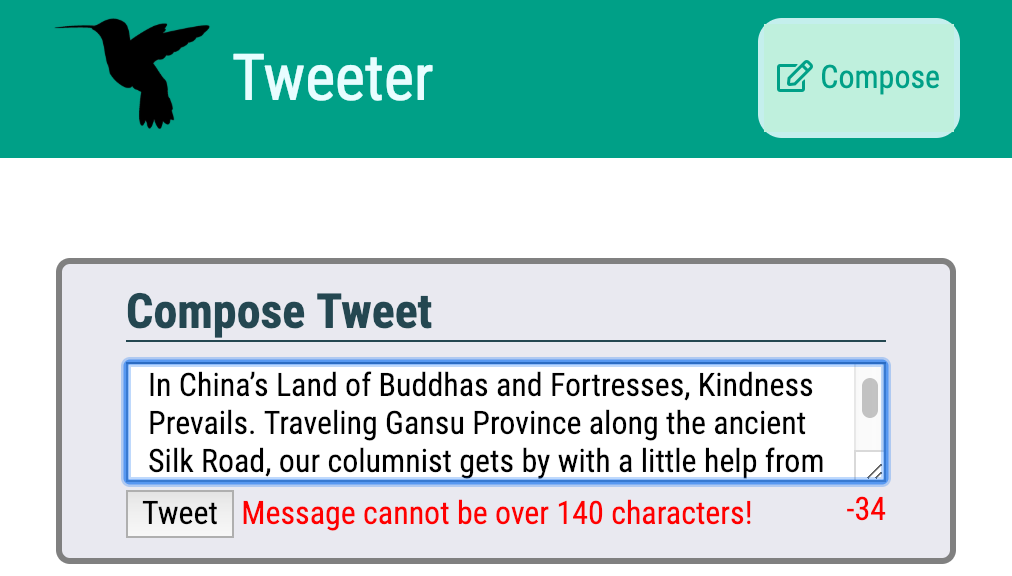 Tweeter
Compose
Compose Tweet
In China’s Land of Buddhas and Fortresses, Kindness
Prevails. Traveling Gansu Province along the ancient
Silk Road, our columnist gets by with a little help from
Tweet
Message cannot be over 140 characters!
-34